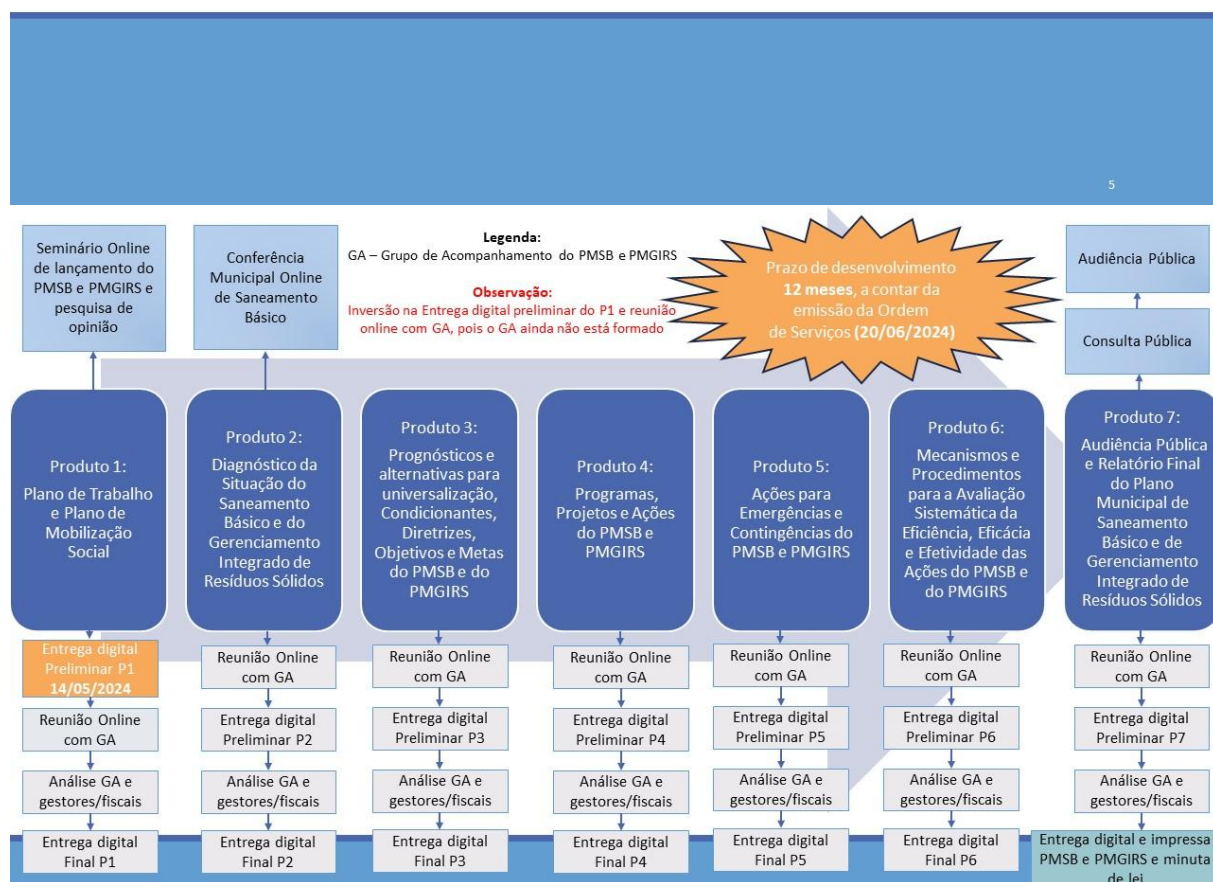 5
Seminário Online
de lançamento do
PMSB e PMGIRS e
pesquisa de
opinião
Conferência
Municipal Online
de Saneamento
Básico
Legenda:
GA – Grupo de Acompanhamento do PMSB e PMGIRS
Observação:
Inversão na Entrega digital preliminar do P1 e reunião
online com GA, pois o GA ainda não está formado
Prazo de desenvolvimento
12 meses, a contar da
emissão da Ordem
de Serviços (20/06/2024)
Audiência Pública
Consulta Pública
Produto 1:
Plano de Trabalho
e Plano de
Mobilização
Social
Produto 2:
Diagnóstico da
Situação do
Saneamento
Básico e do
Gerenciamento
Integrado de
Resíduos Sólidos
Produto 3:
Prognósticos e
alternativas para
universalização,
Condicionantes,
Diretrizes,
Objetivos e Metas
do PMSB e do
PMGIRS
Produto 4:
Programas,
Projetos e Ações
do PMSB e
PMGIRS
Produto 5:
Ações para
Emergências e
Contingências do
PMSB e PMGIRS
Produto 6:
Mecanismos e
Procedimentos
para a Avaliação
Sistemática da
Eficiência, Eficácia
e Efetividade das
Ações do PMSB e
do PMGIRS
Produto 7:
Audiência Pública
e Relatório Final
do Plano
Municipal de
Saneamento
Básico e de
Gerenciamento
Integrado de
Resíduos Sólidos
Entrega digital
Preliminar P1
14/05/2024
Reunião Online
com GA
Análise GA e
gestores/fiscais
Entrega digital
Final P1
Reunião Online
com GA
Entrega digital
Preliminar P2
Análise GA e
gestores/fiscais
Entrega digital
Final P2
Reunião Online
com GA
Entrega digital
Preliminar P3
Análise GA e
gestores/fiscais
Entrega digital
Final P3
Reunião Online
com GA
Entrega digital
Preliminar P4
Análise GA e
gestores/fiscais
Entrega digital
Final P4
Reunião Online
com GA
Entrega digital
Preliminar P5
Análise GA e
gestores/fiscais
Entrega digital
Final P5
Reunião Online
com GA
Entrega digital
Preliminar P6
Análise GA e
gestores/fiscais
Entrega digital
Final P6
Reunião Online
com GA
Entrega digital
Preliminar P7
Análise GA e
gestores/fiscais
Entrega digital e impressa
PMSB e PMGIRS e minuta
de lei